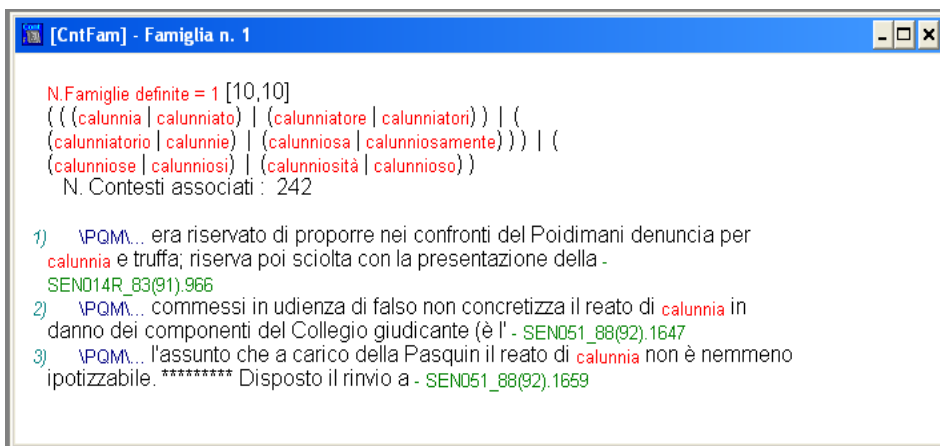 [CntFam] - Famiglia n. 1
N.Famiglie definite = 1 [10,10]
( ( ( (calunnia | calunniato) | (calunniatore | calunniatori) ) | (
(calunniatorio | calunnie) | (calunniosa | calunniosamente) ) ) | (
(calunniose | calunniosi) | (calunniosità | calunnioso) )
N. Contesti associati : 242
1) \PQM\... era riservato di proporre nei confronti del Poidimani denuncia per
calunnia e truffa; riserva poi sciolta con la presentazione della -
SEN014R_83(91).966
2) \PQM\... commessi in udienza di falso non concretizza il reato di calunnia in
danno dei componenti del Collegio giudicante (è l' - SEN051_88(92).1647
3) \PQM\... l'assunto che a carico della Pasquin il reato di calunnia non è nemmeno
ipotizzabile. ********* Disposto il rinvio a - SEN051_88(92).1659